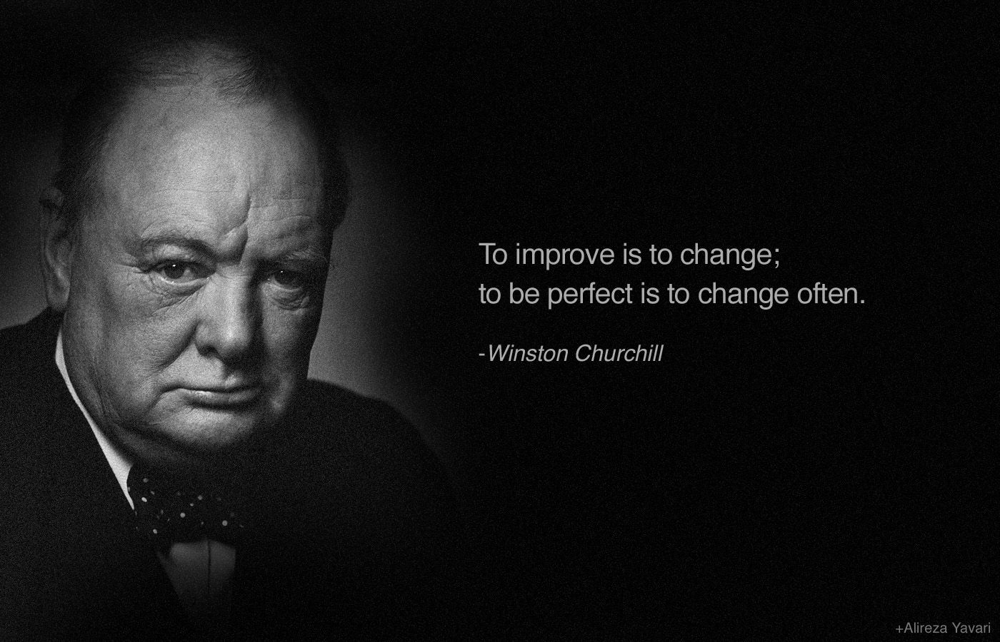 To improve is to change;
to be perfect is to change often.
-Winston Churchill
+Alireza Yavari